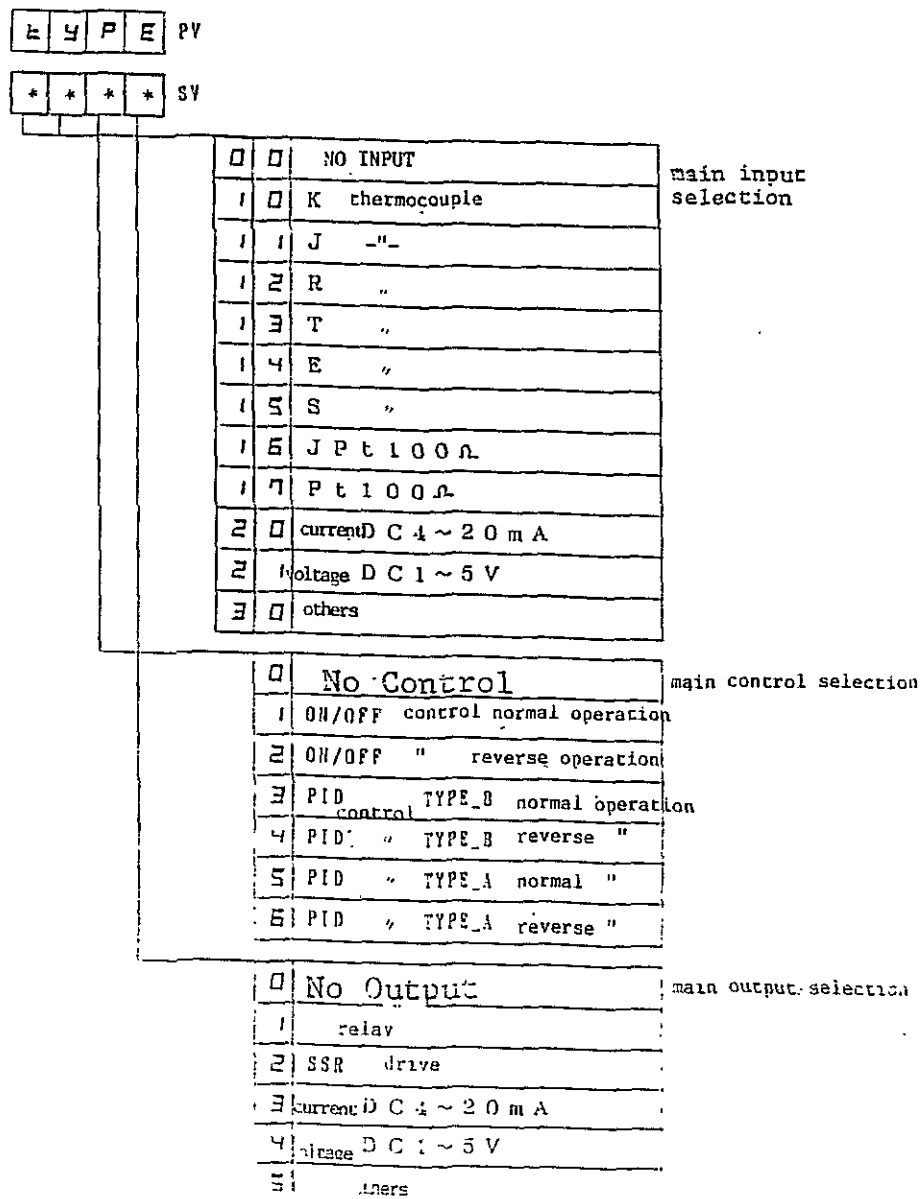 t y P E PV
* * * * SV
0 0 NO INPUT main input
selection
1 0 K thermocouple
1 1 J -"-
1 2 R "
1 3 T "
1 4 E "
1 5 S "
1 6 J P t 1 0 0 Ω
1 7 P t 1 0 0 Ω
2 0 current D C 4 ~ 2 0 m A
2 1 voltage D C 1 ~ 5 V
3 0 others
0 No Control main control selection
1 ON/OFF control normal operation
2 ON/OFF " reverse operation
3 PID control TYPE_B normal operation
4 PID " TYPE_B reverse "
5 PID " TYPE_A normal "
6 PID " TYPE_A reverse "
0 No Output main output selection
1 relay
2 SSR drive
3 current D C 4 ~ 2 0 m A
4 voltage D C 1 ~ 5 V
5 others